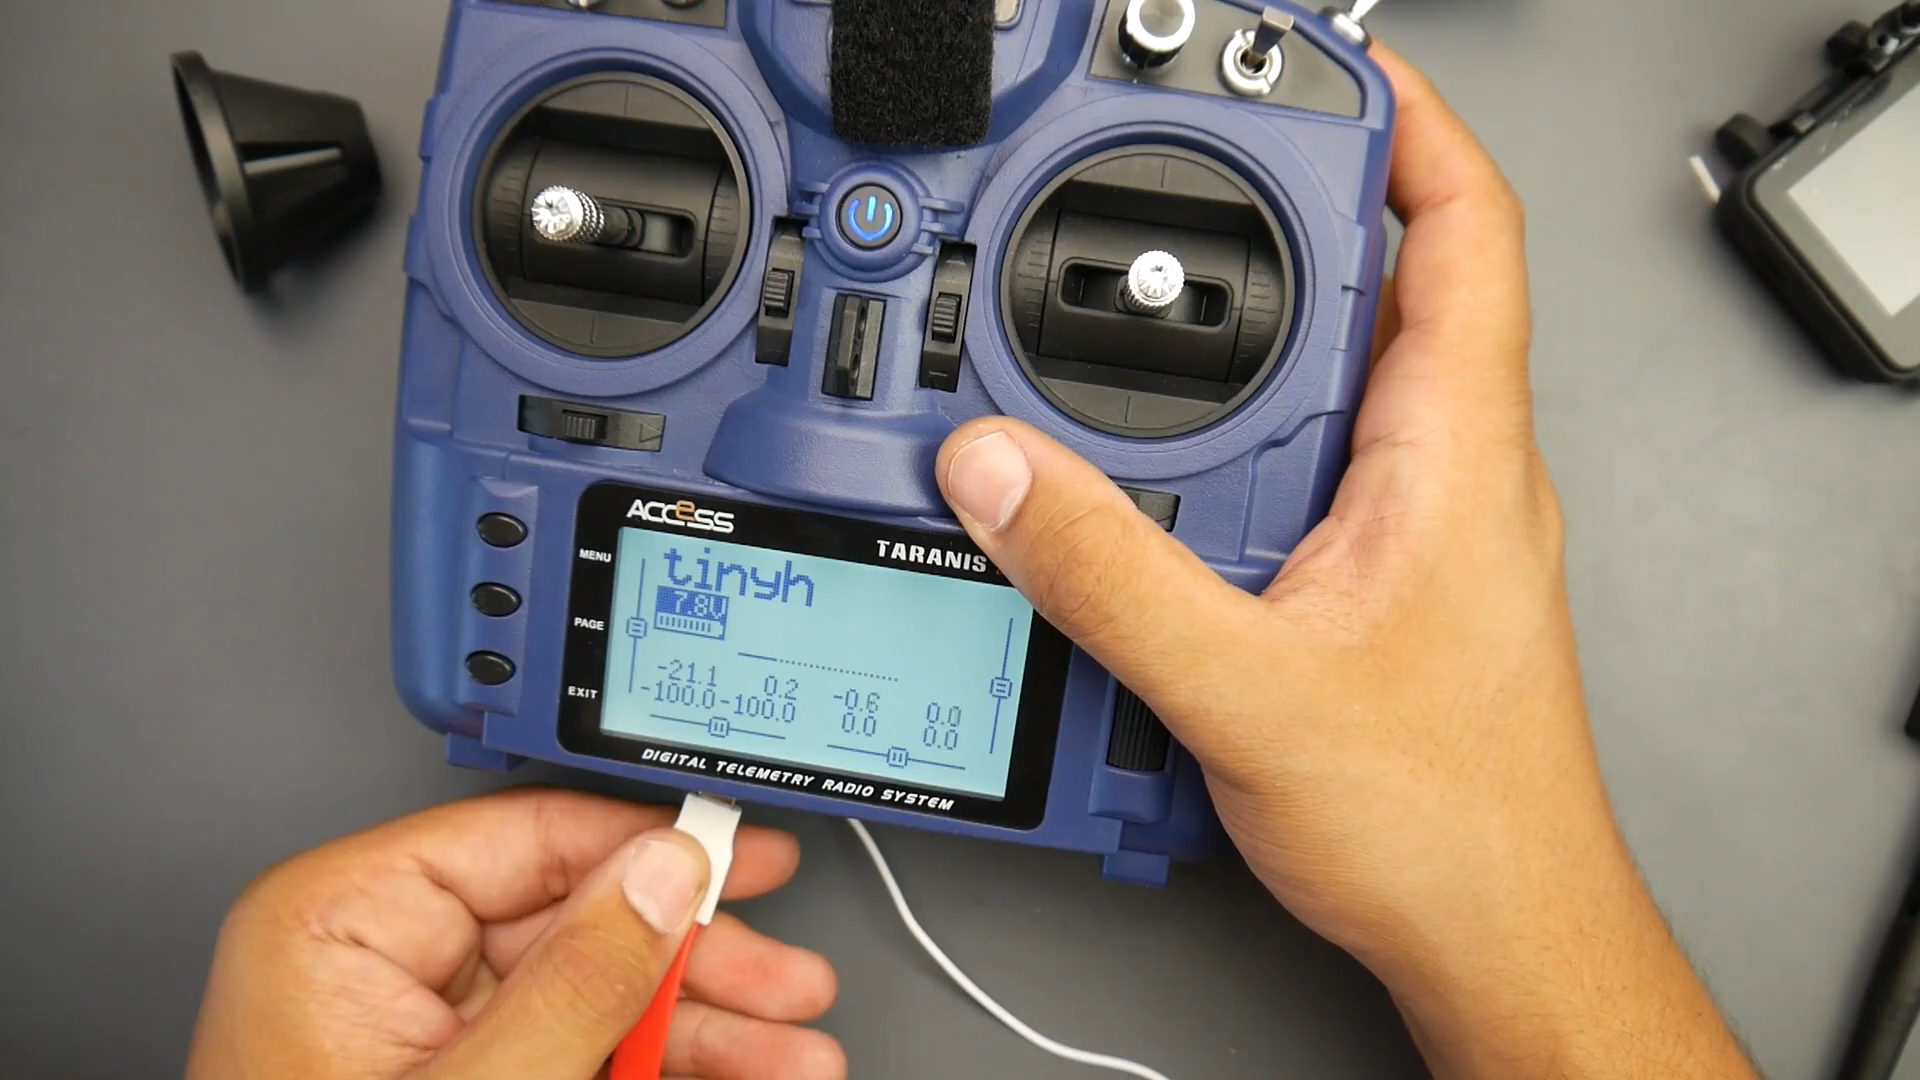 ACCESS
TARANIS
MENU
PAGE
EXIT
tinyh
7.8V
-21.1 0.2 -0.6 0.0
-100.0 -100.0 0.0 0.0
DIGITAL TELEMETRY RADIO SYSTEM